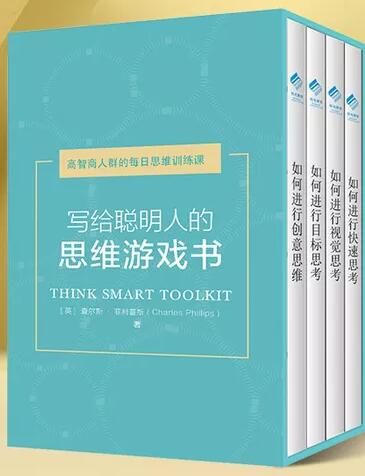 高智商人群的每日思维训练课
写给聪明人的
思维游戏书
THINK SMART TOOLKIT
[英] 查尔斯·菲利普斯 (Charles Phillips)
著
如何进行创意思维
如何进行目标思考
如何进行视觉思考
如何进行快速思考